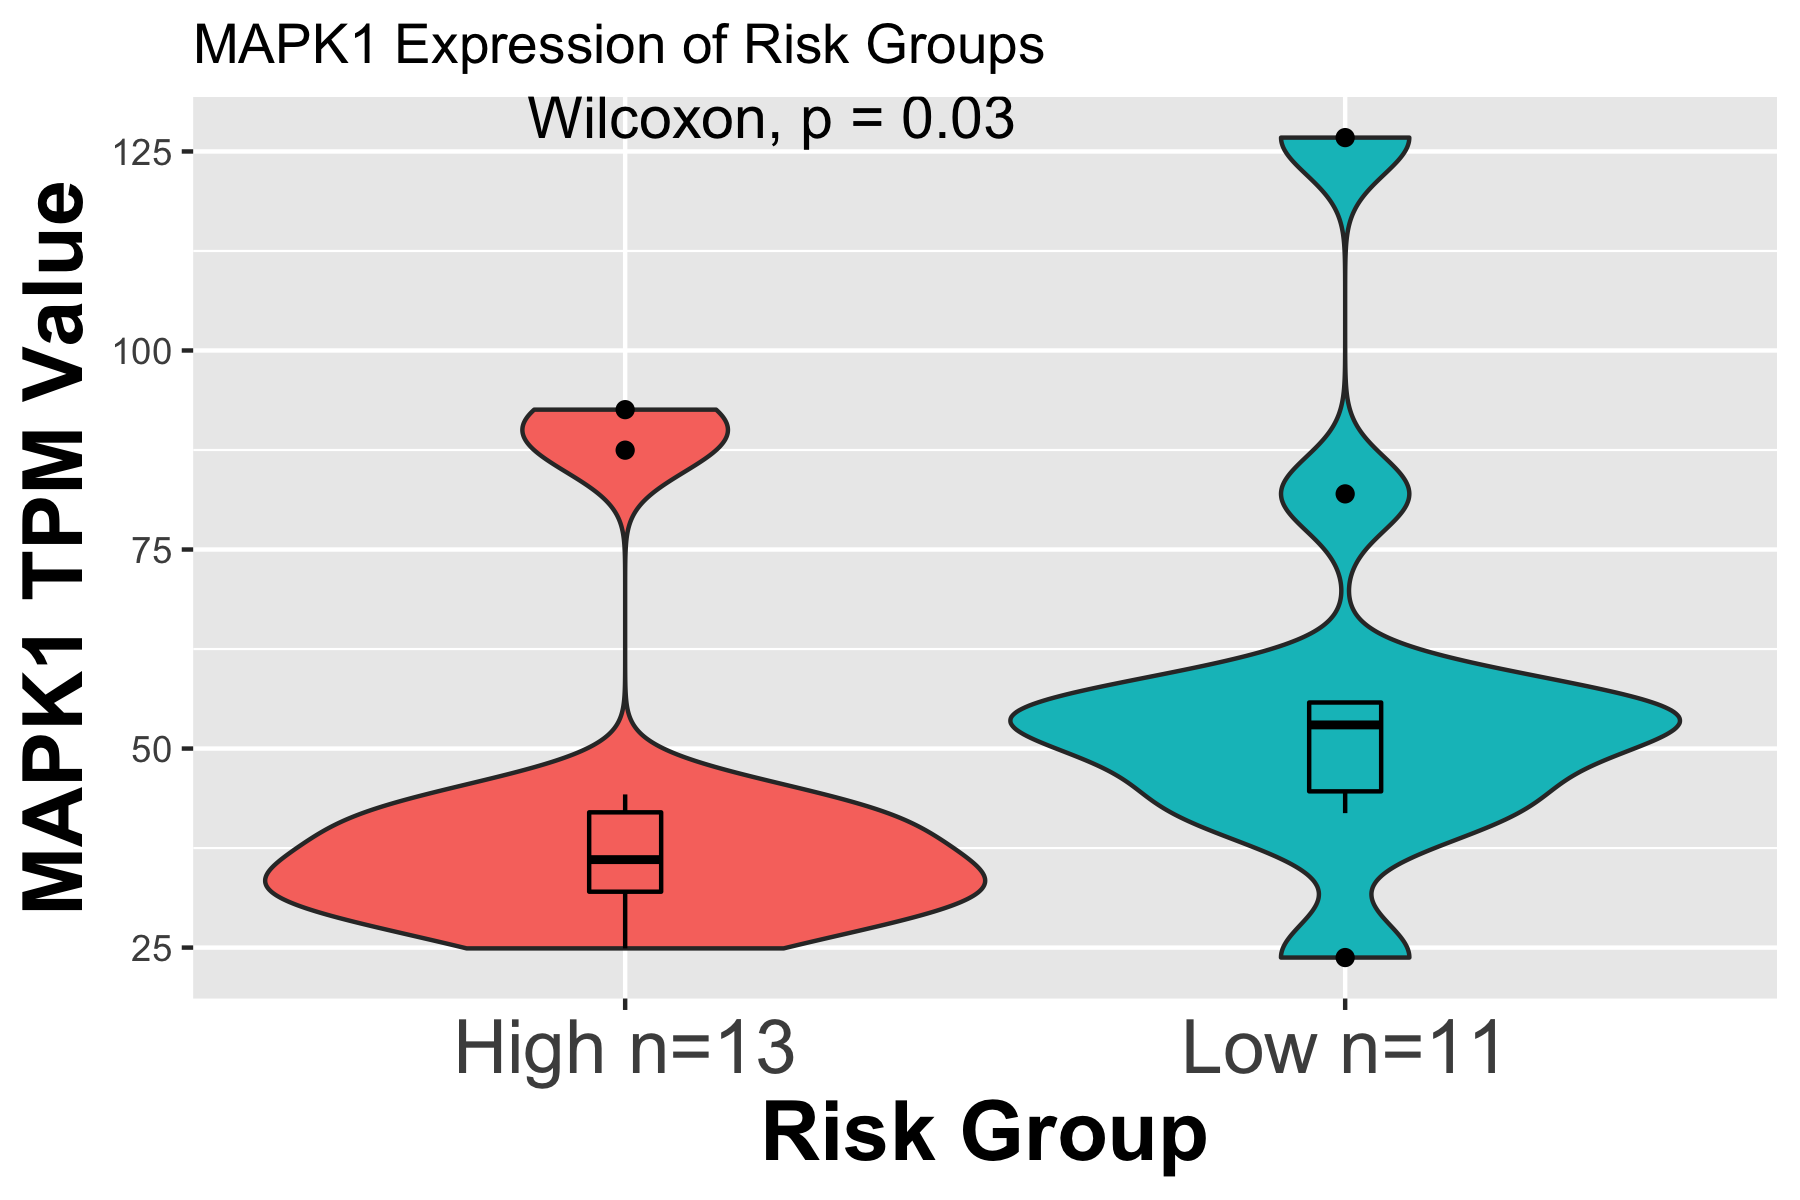 MAPK1 Expression of Risk Groups
Wilcoxon, p = 0.03
MAPK1 TPM Value
125
100
75
50
25
High n=13
Low n=11
Risk Group